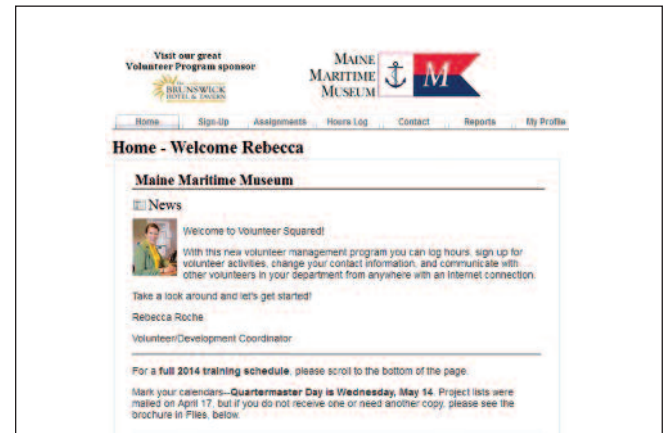 Visit our great
Volunteer Program sponsor
THE
BRUNSWICK
HOTEL & TAVERN
MAINE
MARITIME
MUSEUM
M
Home Sign-Up Assignments Hours Log Contact Reports My Profile
Home - Welcome Rebecca
Maine Maritime Museum
News
Welcome to Volunteer Squared!
With this new volunteer management program you can log hours, sign up for
volunteer activities, change your contact information, and communicate with
other volunteers in your department from anywhere with an internet connection.
Take a look around and let's get started!
Rebecca Roche
Volunteer/Development Coordinator
For a full 2014 training schedule, please scroll to the bottom of the page.
Mark your calendars--Quartermaster Day is Wednesday, May 14. Project lists were
mailed on April 17, but if you do not receive one or need another copy, please see the
brochure in Files, below.